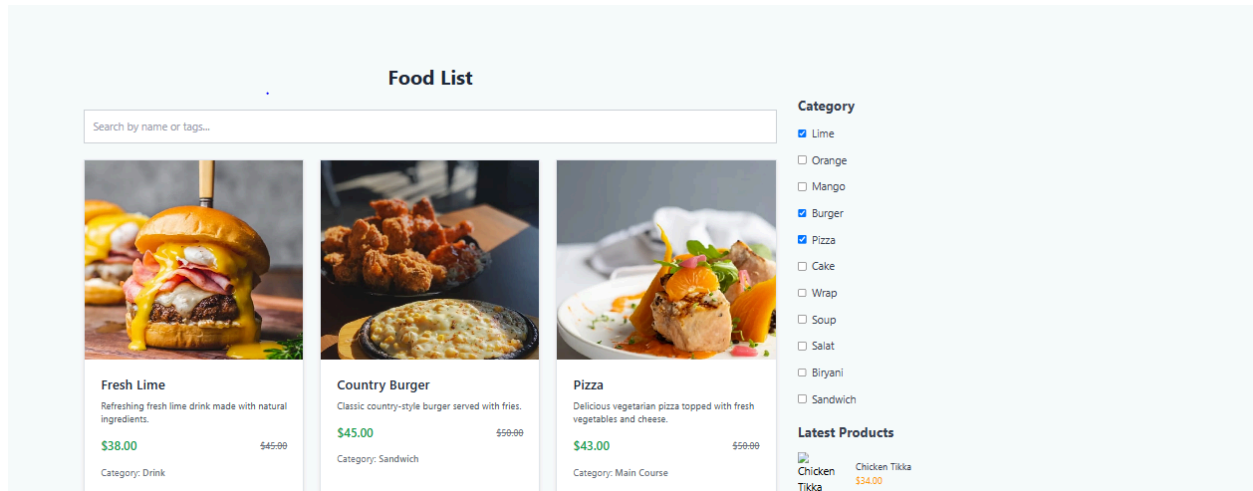 Food List
Search by name or tags...
Fresh Lime
Refreshing fresh lime drink made with natural
ingredients.
$38.00
$45.00
Category: Drink
Country Burger
Classic country-style burger served with fries.
$45.00
$50.00
Category: Sandwich
Pizza
Delicious vegetarian pizza topped with fresh
vegetables and cheese.
$43.00
$50.00
Category: Main Course
Category
Lime
Orange
Mango
Burger
Pizza
Cake
Wrap
Soup
Salat
Biryani
Sandwich
Latest Products
Chicken
Tikka
Chicken Tikka
$34.00